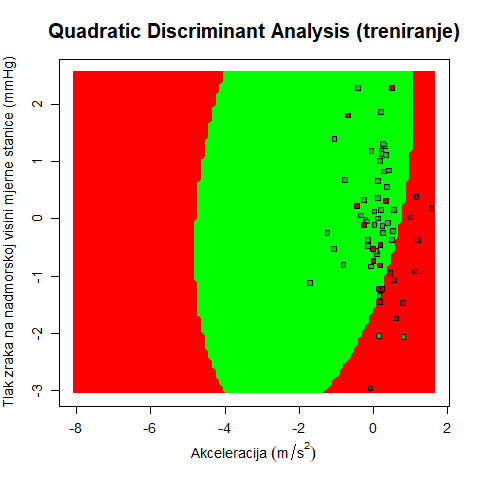 Quadratic Discriminant Analysis (treniranje)
Tlak zraka na nadmorskoj visini mjerne stanice (mmHg)
2
1
0
-1
-2
-3
-8 -6 -4 -2 0 2
Akceleracija (m/s²)